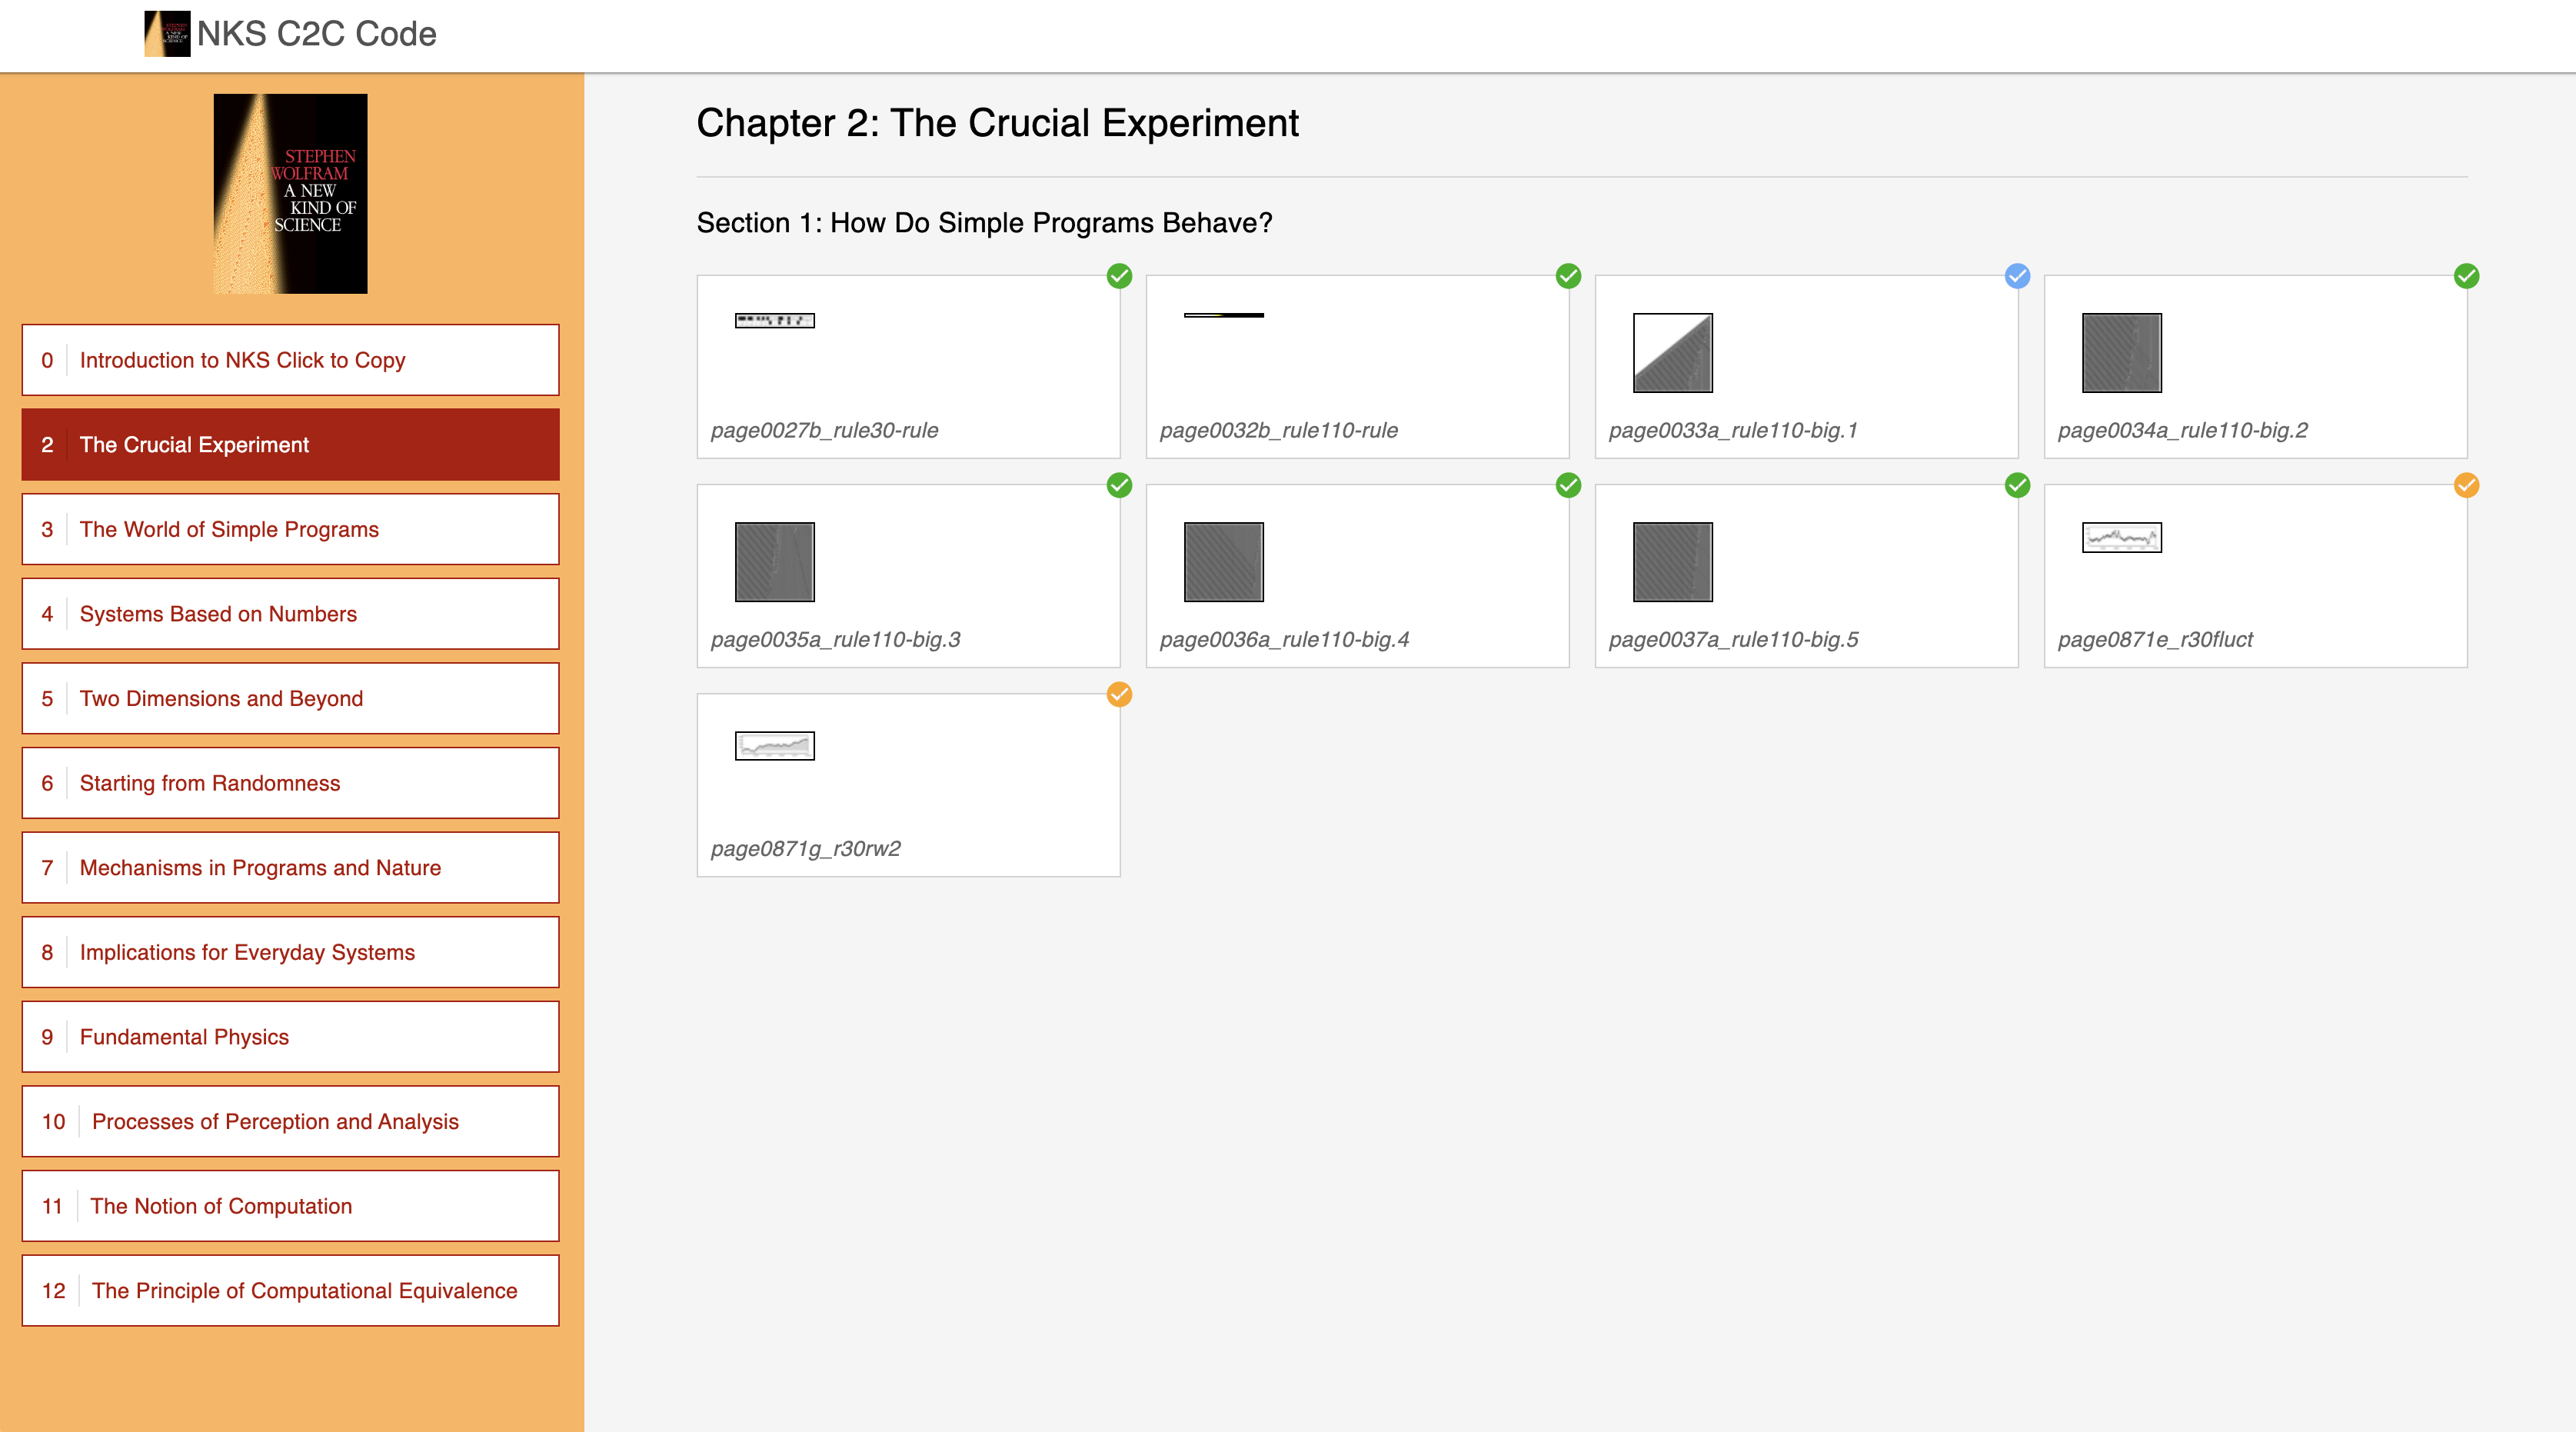 NKS C2C Code
STEPHEN
WOLFRAM
A NEW
KIND OF
SCIENCE
0 Introduction to NKS Click to Copy
2 The Crucial Experiment
3 The World of Simple Programs
4 Systems Based on Numbers
5 Two Dimensions and Beyond
6 Starting from Randomness
7 Mechanisms in Programs and Nature
8 Implications for Everyday Systems
9 Fundamental Physics
10 Processes of Perception and Analysis
11 The Notion of Computation
12 The Principle of Computational Equivalence
Chapter 2: The Crucial Experiment
Section 1: How Do Simple Programs Behave?
page0027b_rule30-rule
page0032b_rule110-rule
page0033a_rule110-big.1
page0034a_rule110-big.2
page0035a_rule110-big.3
page0036a_rule110-big.4
page0037a_rule110-big.5
page0871e_r30fluct
page0871g_r30rw2